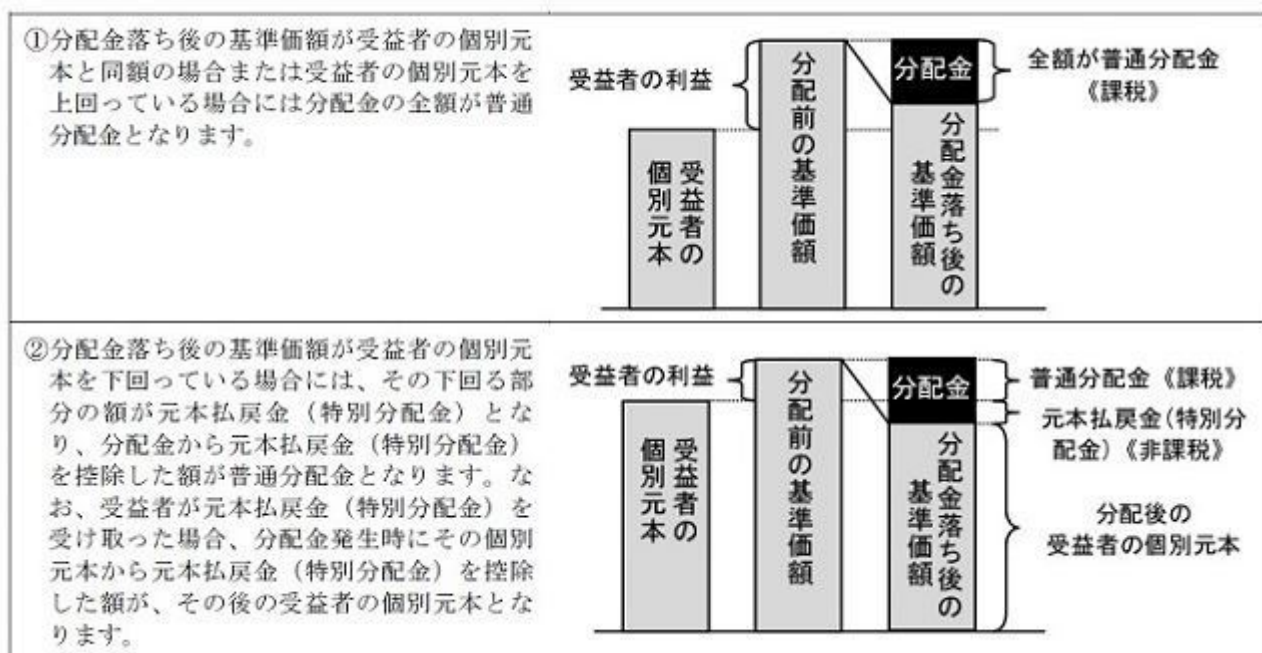 ①分配金落ち後の基準価額が受益者の個別元
本と同額の場合または受益者の個別元本を
上回っている場合には分配金の全額が普通
分配金となります。
受益者の利益
受益者の
個別元本
分配前の基準価額
分配金
分配金落ち後の
基準価額
全額が普通分配金
《課税》
②分配金落ち後の基準価額が受益者の個別元
本を下回っている場合には、その下回る部
分の額が元本払戻金（特別分配金）とな
り、分配金から元本払戻金（特別分配金）
を控除した額が普通分配金となります。な
お、受益者が元本払戻金（特別分配金）を
受け取った場合、分配金発生時にその個別
元本から元本払戻金（特別分配金）を控除
した額が、その後の受益者の個別元本とな
ります。
受益者の利益
受益者の
個別元本
分配前の基準価額
分配金
分配金落ち後の
基準価額
普通分配金《課税》
元本払戻金(特別分
配金)《非課税》
分配後の
受益者の個別元本